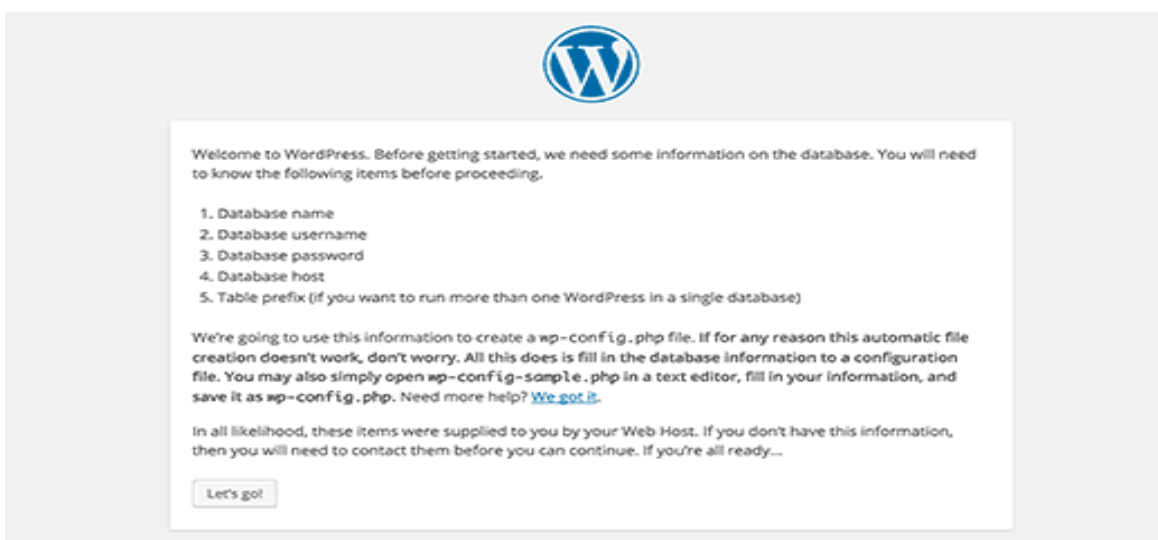 Welcome to WordPress. Before getting started, we need some information on the database. You will need
to know the following items before proceeding.
1. Database name
2. Database username
3. Database password
4. Database host
5. Table prefix (if you want to run more than one WordPress in a single database)
We're going to use this information to create a wp-config.php file. If for any reason this automatic file
creation doesn't work, don't worry. All this does is fill in the database information to a configuration
file. You may also simply open wp-config-sample.php in a text editor, fill in your information, and
save it as wp-config.php. Need more help? We got it.
In all likelihood, these items were supplied to you by your Web Host. If you don't have this information,
then you will need to contact them before you can continue. If you're all ready...
Let's go!